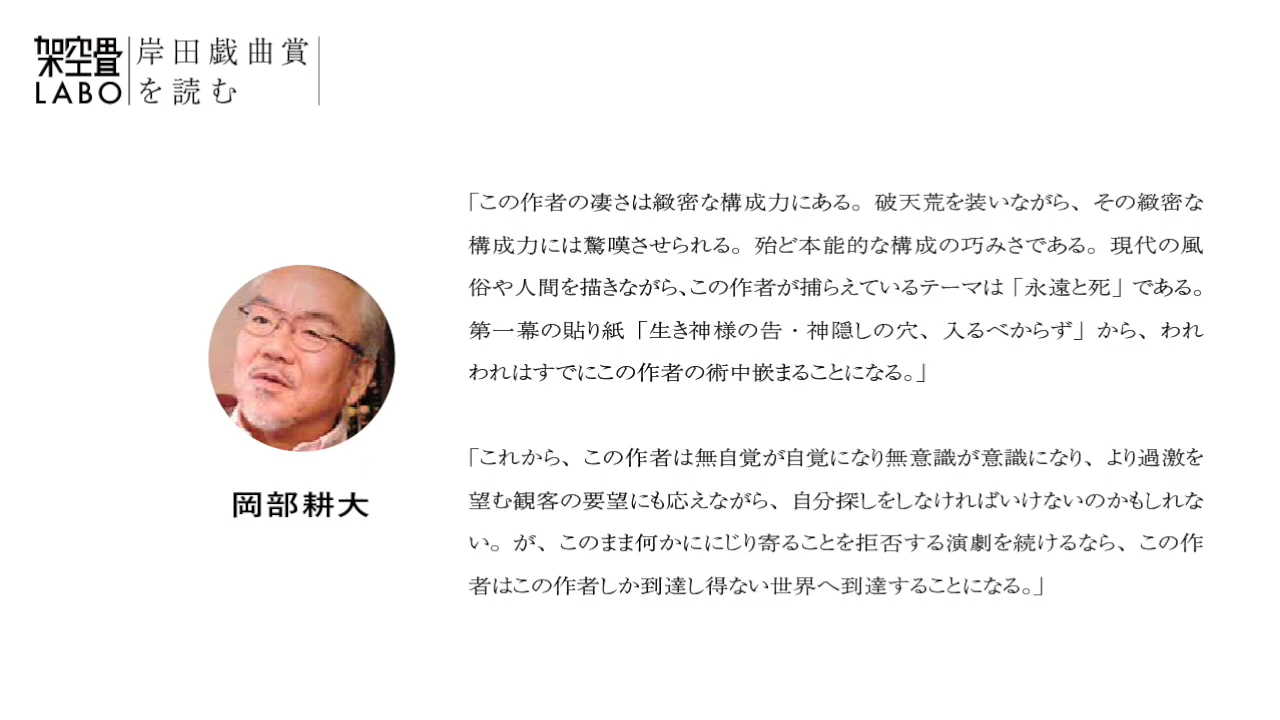 架空畳
LABO
岸田戯曲賞
を読む
「この作者の凄さは緻密な構成力にある。破天荒を装いながら、その緻密な
構成力には驚嘆させられる。殆ど本能的な構成の巧みさである。現代の風
俗や人間を描きながら、この作者が捕らえているテーマは「永遠と死」である。
第一幕の貼り紙「生き神様の告・神隠しの穴、入るべからず」から、われ
われはすでにこの作者の術中嵌まることになる。」
「これから、この作者は無自覚が自覚になり無意識が意識になり、より過激を
望む観客の要望にも応えながら、自分探しをしなければいけないのかもしれな
い。が、このまま何かににじり寄ることを拒否する演劇を続けるなら、この作
者はこの作者しか到達し得ない世界へ到達することになる。」
岡部耕大